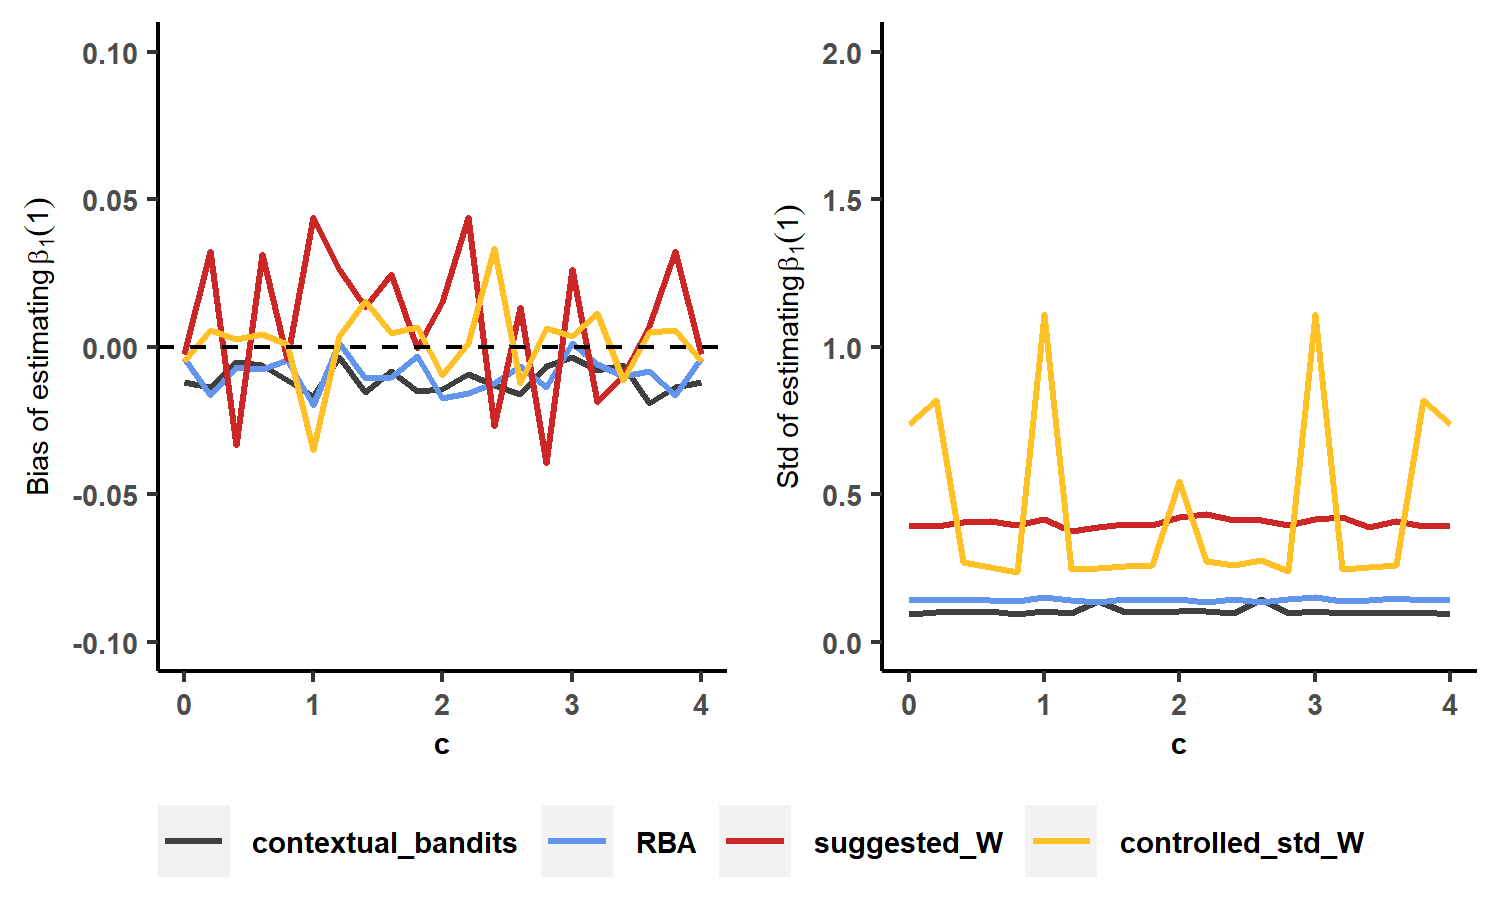 Bias of estimating β₁(1)
0.10
0.05
0.00
-0.05
-0.10
0 1 2 3 4
c
Std of estimating β₁(1)
2.0
1.5
1.0
0.5
0.0
0 1 2 3 4
c
contextual_bandits RBA suggested_W controlled_std_W